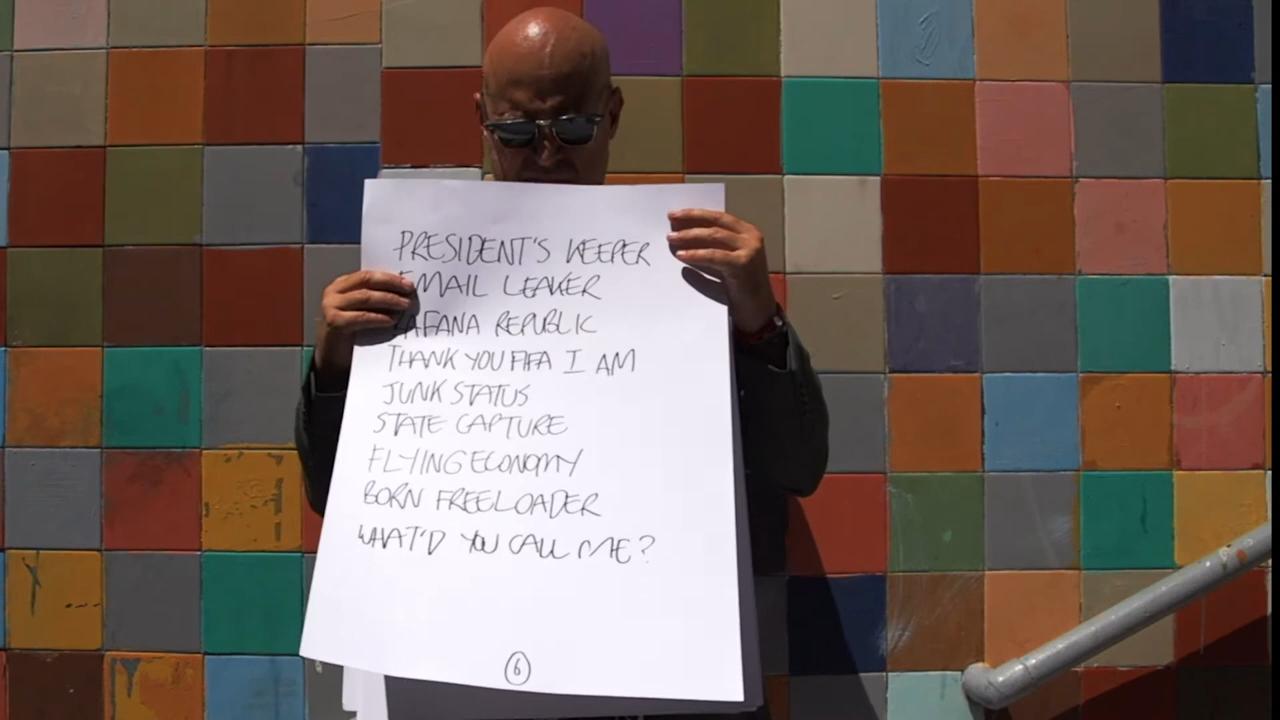 PRESIDENT'S KEEPER
EMAIL LEAKER
REPUBLIC
THANK YOU FIFA I AM
JUNK STATUS
STATE CAPTURE
FLYING ECONOMY
BORN FREELOADER
WHAT'D YOU CALL ME?
6